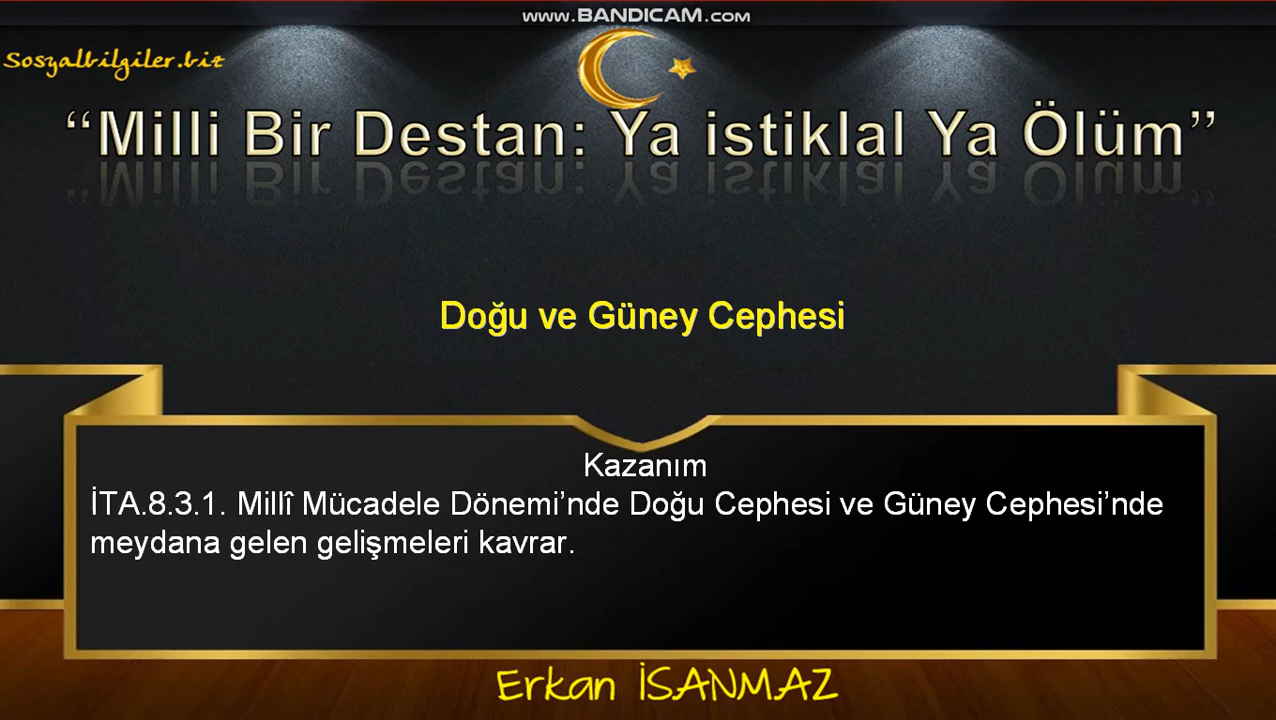 www.BANDICAM.com
Sosyalbilgiler.biz
“Milli Bir Destan: Ya istiklal Ya Ölüm”
Doğu ve Güney Cephesi
Kazanım
İTA.8.3.1. Millî Mücadele Dönemi’nde Doğu Cephesi ve Güney Cephesi’nde
meydana gelen gelişmeleri kavrar.
Erkan İSANMAZ